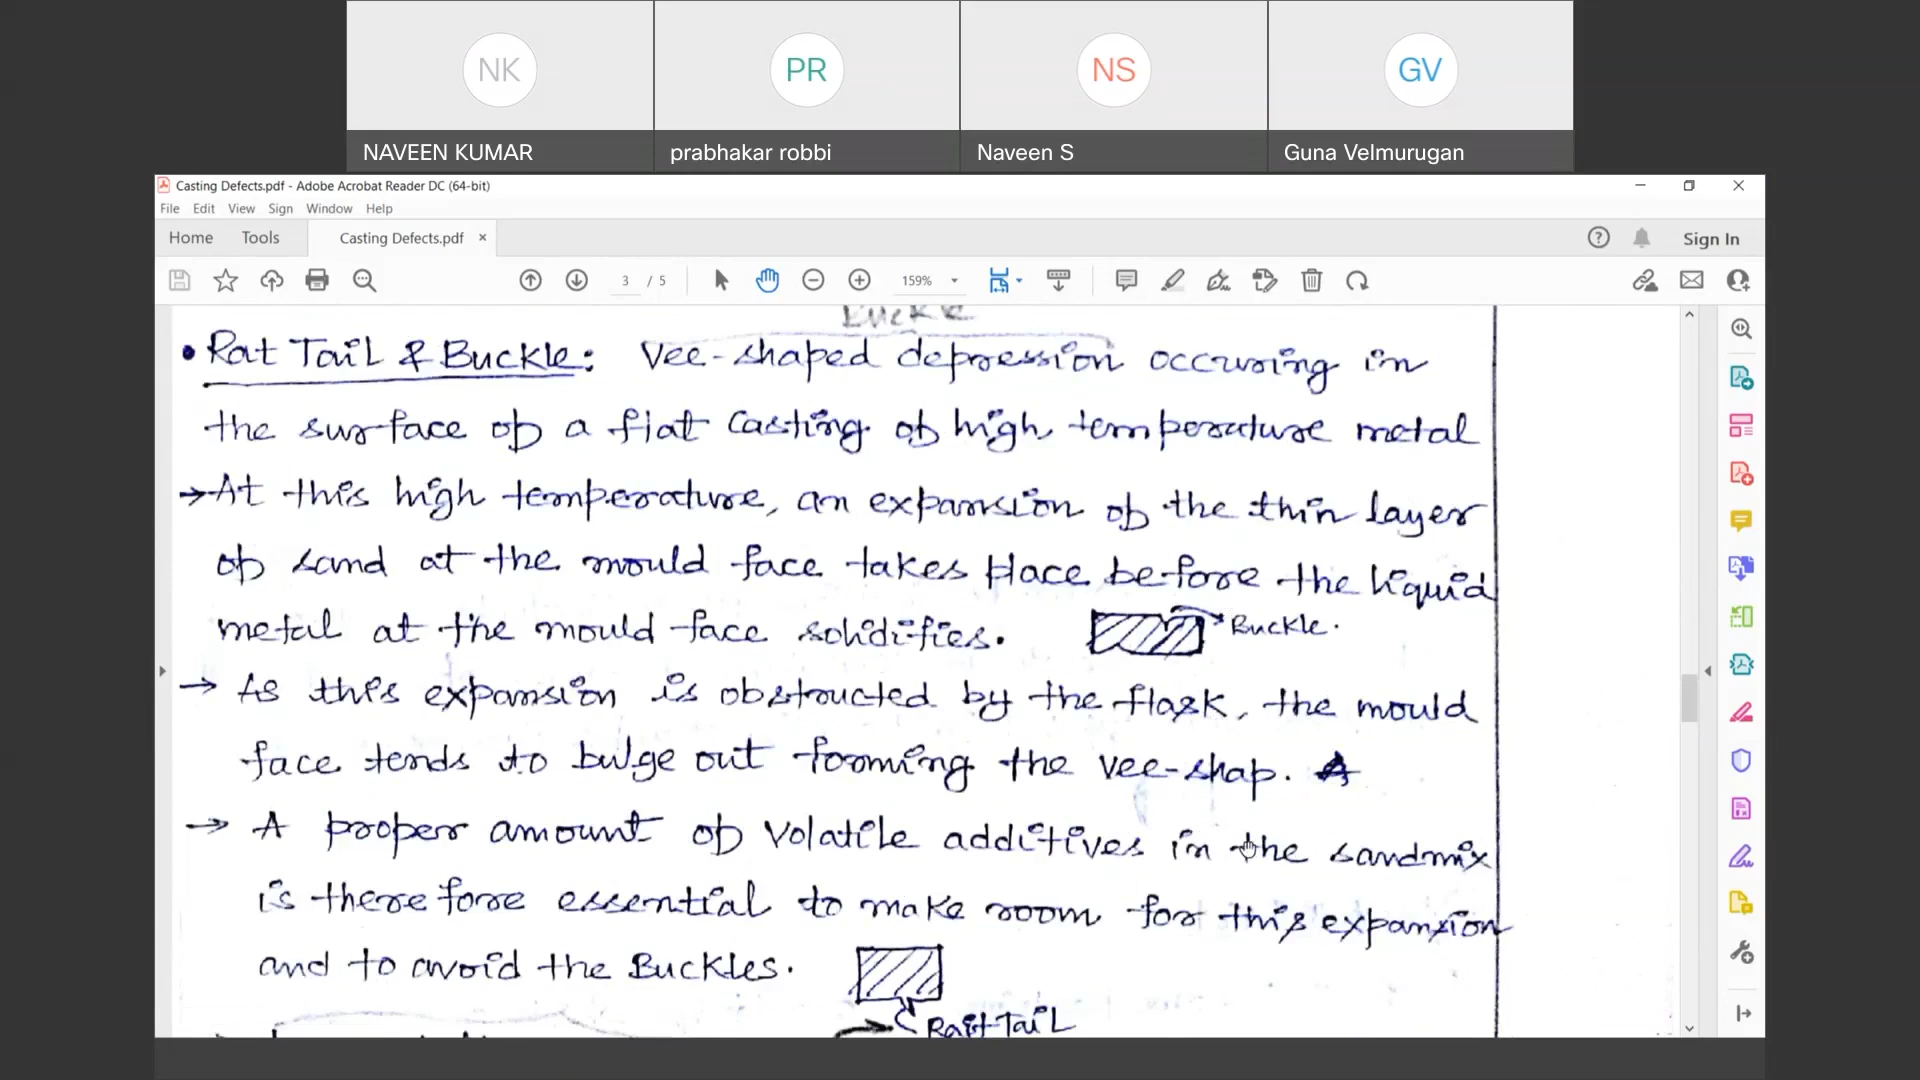 NK
PR
NS
GV
NAVEEN KUMAR
prabhakar robbi
Naveen S
Guna Velmurugan
Casting Defects.pdf - Adobe Acrobat Reader DC (64-bit)
File Edit View Sign Window Help
Home Tools Casting Defects.pdf × Sign In
3 / 5 159%
Buckle
• Rat Tail & Buckle: Vee-shaped depression occuring in
the surface of a flat casting of high temperature metal
→ At this high temperature, an expansion of the thin layer
of sand at the mould face takes place before the liquid
metal at the mould face solidifies. Buckle.
→ As this expansion is obstructed by the flask, the mould
face tends to bulge out forming the vee-shap. A
→ A proper amount of volatile additives in the sandmix
is therefore essential to make room for this expansion
and to avoid the Buckles.
Rat Tail